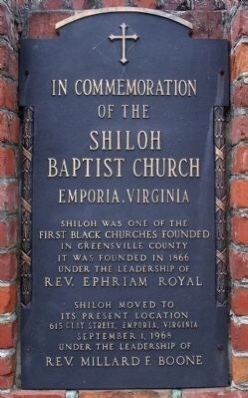 IN COMMEMORATION
OF THE
SHILOH
BAPTIST CHURCH
EMPORIA, VIRGINIA
SHILOH WAS ONE OF THE
FIRST BLACK CHURCHES FOUNDED
IN GREENSVILLE COUNTY
IT WAS FOUNDED IN 1866
UNDER THE LEADERSHIP OF
REV. EPHRIAM ROYAL
SHILOH MOVED TO
ITS PRESENT LOCATION
615 CLAY STREET, EMPORIA, VIRGINIA
SEPTEMBER 1, 1968
UNDER THE LEADERSHIP OF
REV. MILLARD E. BOONE